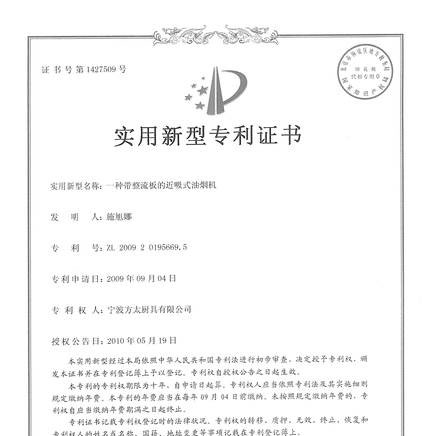 证书号第1427509号
实用新型专利证书
实用新型名称：一种带整流板的近吸式油烟机
发 明 人：施旭娜
专 利 号：ZL 2009 2 0195669.5
专利申请日：2009年09月04日
专 利 权 人：宁波方太厨具有限公司
授权公告日：2010年05月19日
本实用新型经过本局依照中华人民共和国专利法进行初步审查，决定授予专利权，颁
发本证书并在专利登记簿上予以登记。专利权自授权公告之日起生效。
本专利的专利权期限为十年，自申请日起算。专利权人应当依照专利法及其实施细则
规定缴纳年费。本专利的年费应当在每年09月04日前缴纳。未按照规定缴纳年费的，专
利权自应当缴纳年费期满之日起终止。
专利证书记载专利权登记时的法律状况。专利权的转移、质押、无效、终止、恢复和
专利权人的姓名或名称、国籍、地址变更等事项记载在专利登记簿上。